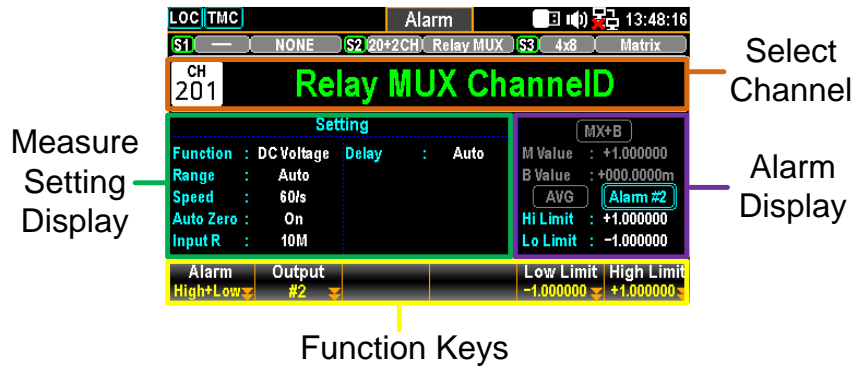 LOC TMC Alarm 13:48:16
S1 — NONE S2 20+2CH Relay MUX S3 4x8 Matrix
Select
Channel
CH
201
Relay MUX ChannelD
Measure
Setting
Display
Setting
Function : DC Voltage Delay : Auto
Range : Auto
Speed : 60/s
Auto Zero : On
Input R : 10M
MX+B
M Value : +1.000000
B Value : +000.0000m
AVG Alarm #2
Hi Limit : +1.000000
Lo Limit : -1.000000
Alarm
Display
Alarm Output Low Limit High Limit
High+Low #2 -1.000000 +1.000000
Function Keys